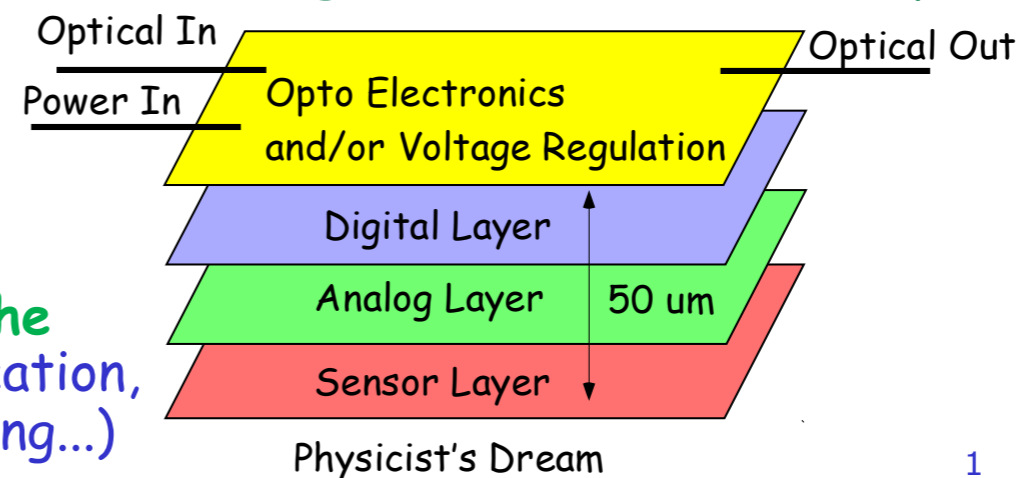 Optical In
Optical Out
Power In
Opto Electronics
and/or Voltage Regulation
Digital Layer
Analog Layer
50 um
Sensor Layer
Physicist's Dream
1